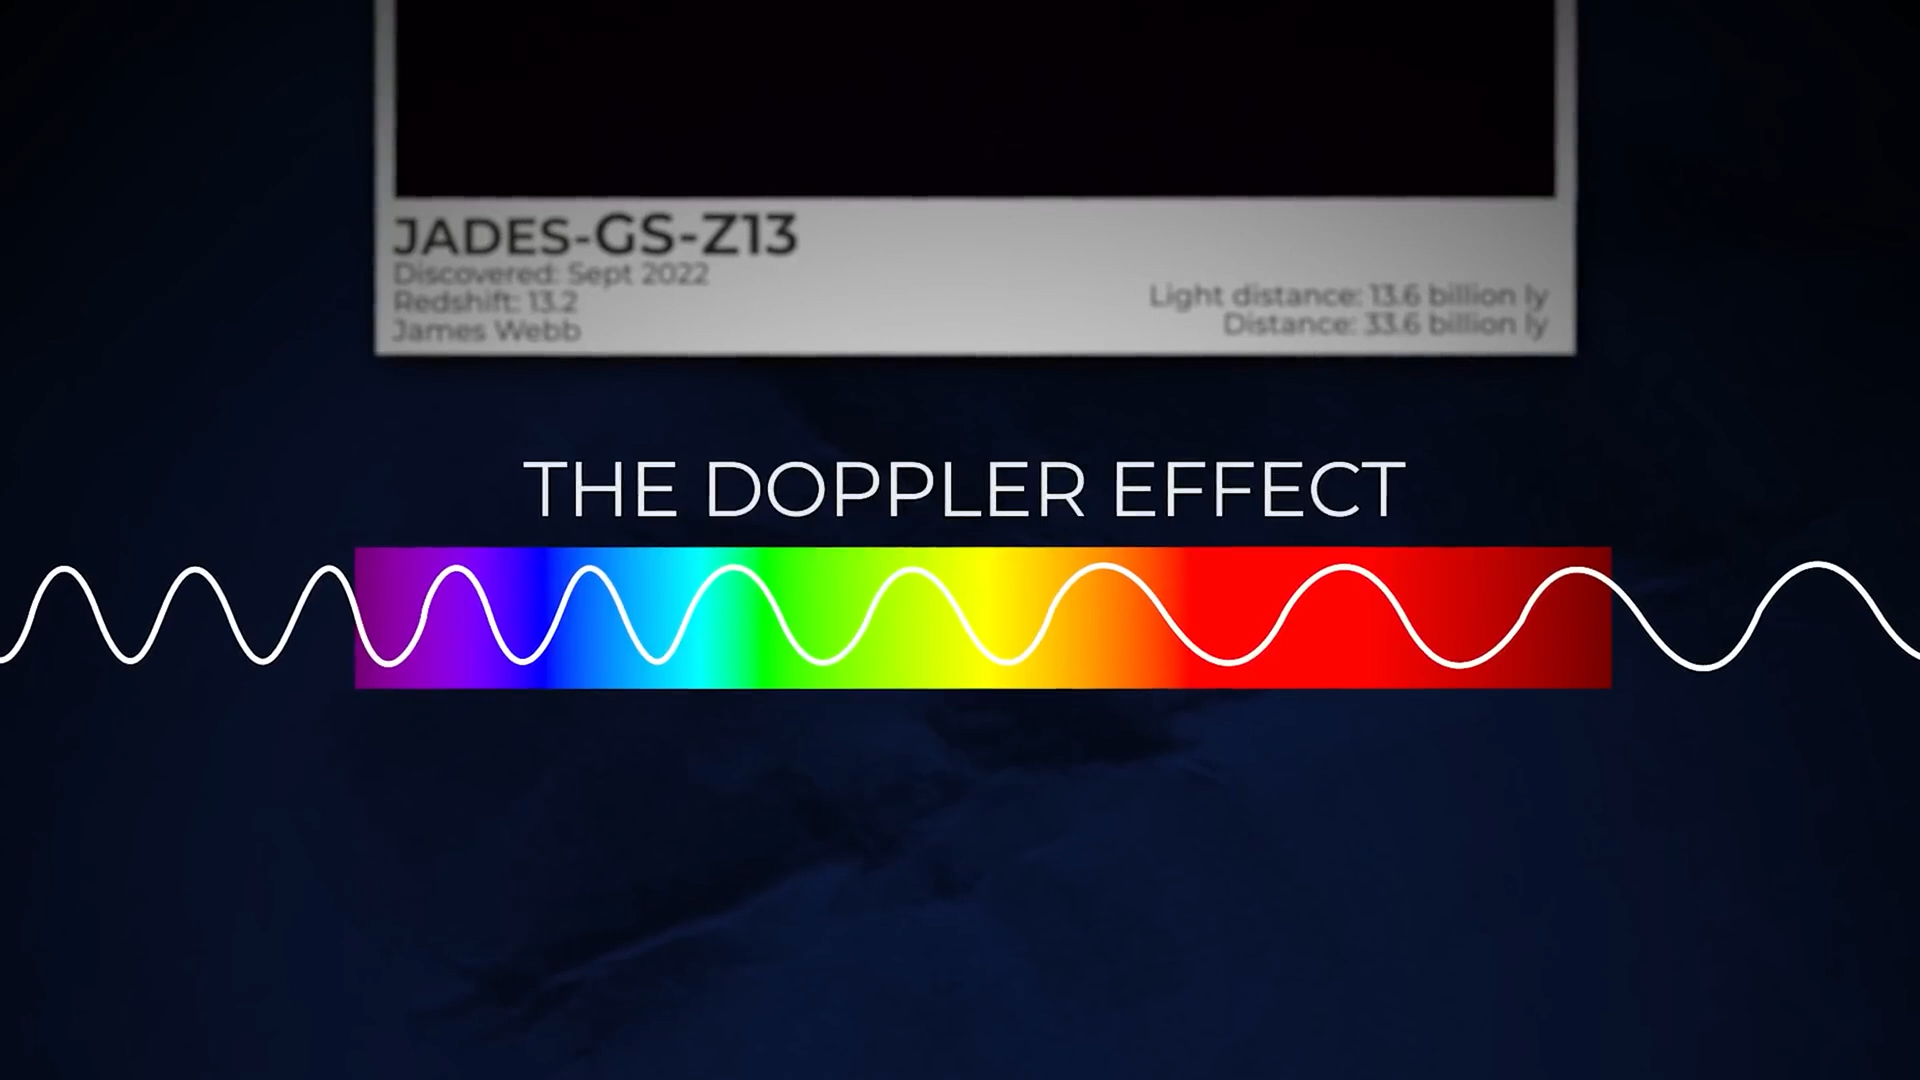 JADES-GS-Z13
Discovered: Sept 2022
Redshift: 13.2
James Webb
Light distance: 13.6 billion ly
Distance: 33.6 billion ly
THE DOPPLER EFFECT